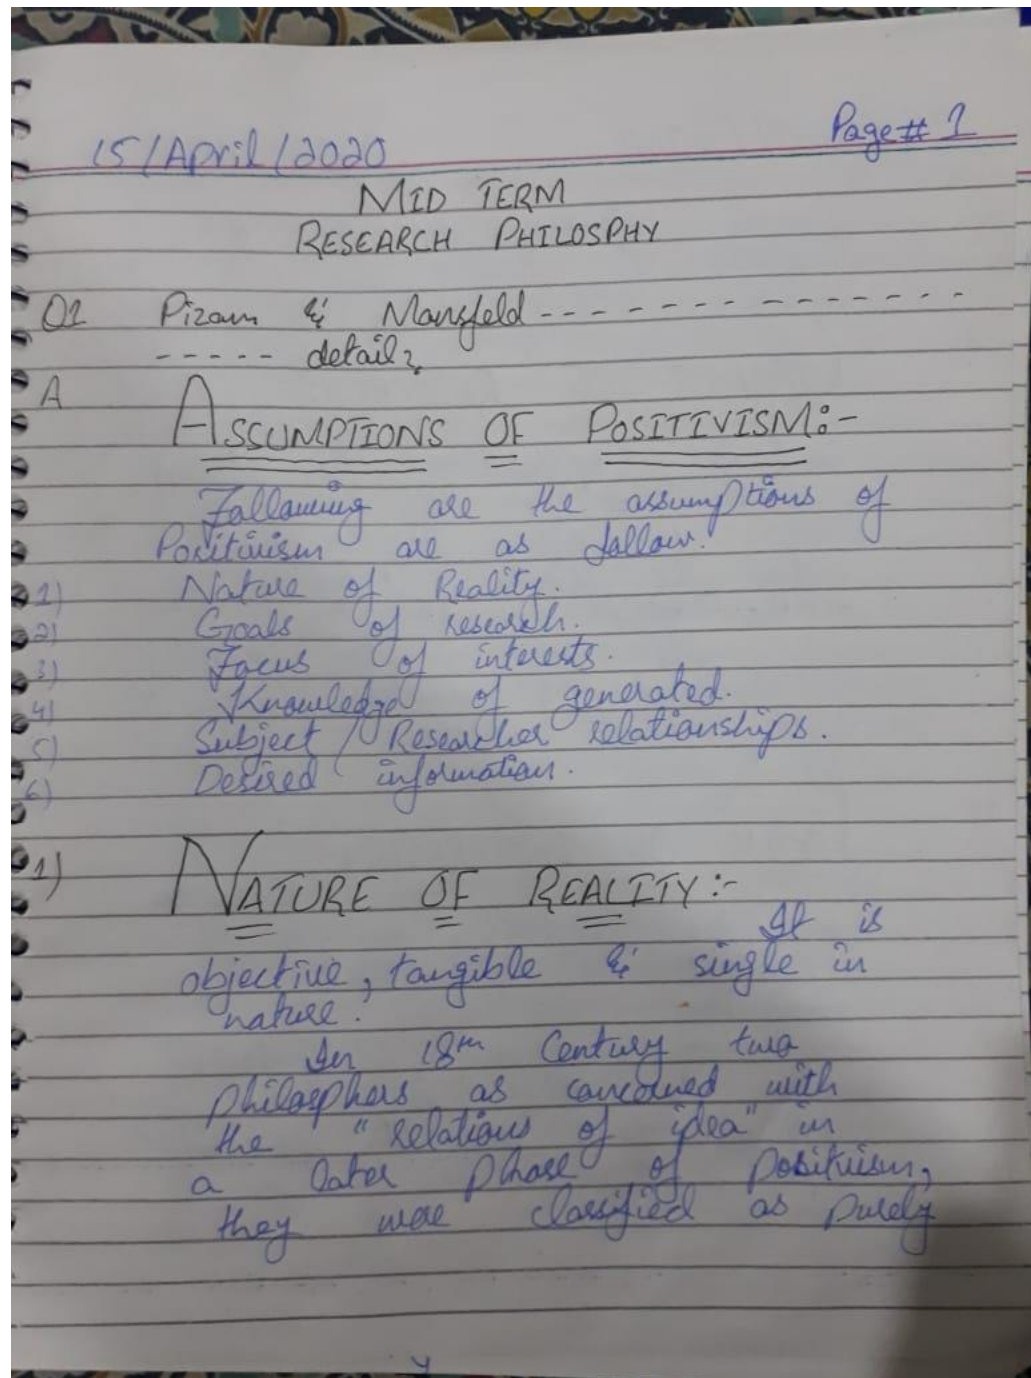 15/April/2020
Page# 1
MID TERM
RESEARCH PHILOSPHY
Q1 Pizam & Mansfeld --------------
----- detail?
A
ASSUMPTIONS OF POSITIVISM:-
Following are the assumptions of
Positivism are as follow.
1) Nature of Reality.
2) Goals of research.
3) Focus of interests.
4) Knowledge of generated.
5) Subject / Researcher relationships.
6) Desired information.
1) NATURE OF REALITY:-
It is
objective, tangible & single in
nature.
In 18th Century two
philosphers as concerned with
the "relations of idea" in
a later phase of positivism,
they were classified as purely